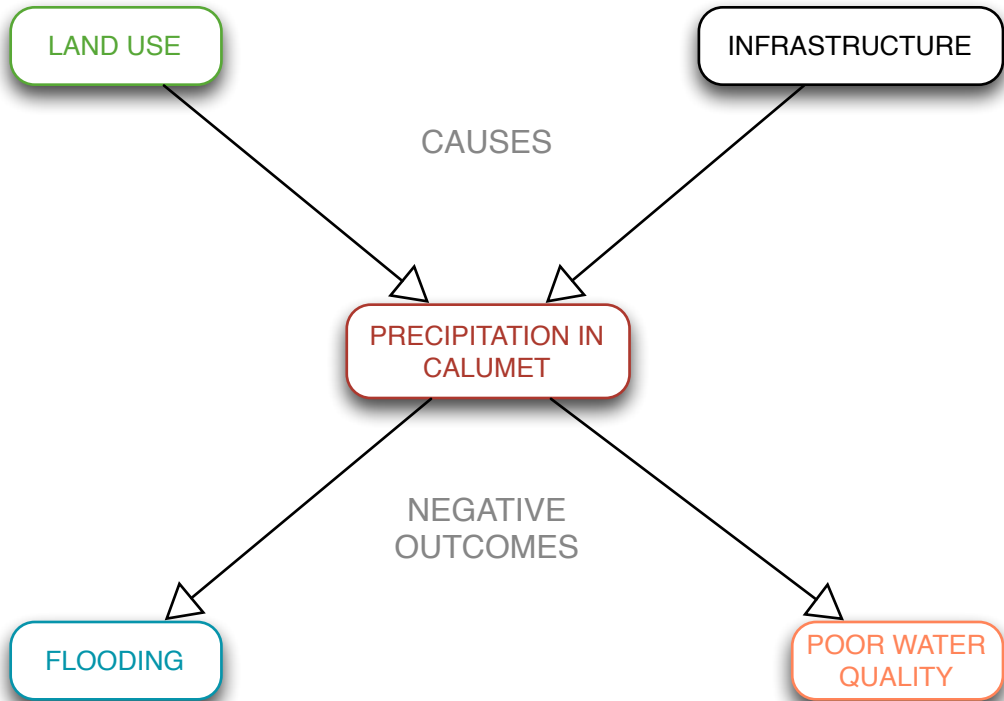 LAND USE
INFRASTRUCTURE
CAUSES
PRECIPITATION IN
CALUMET
NEGATIVE
OUTCOMES
FLOODING
POOR WATER
QUALITY